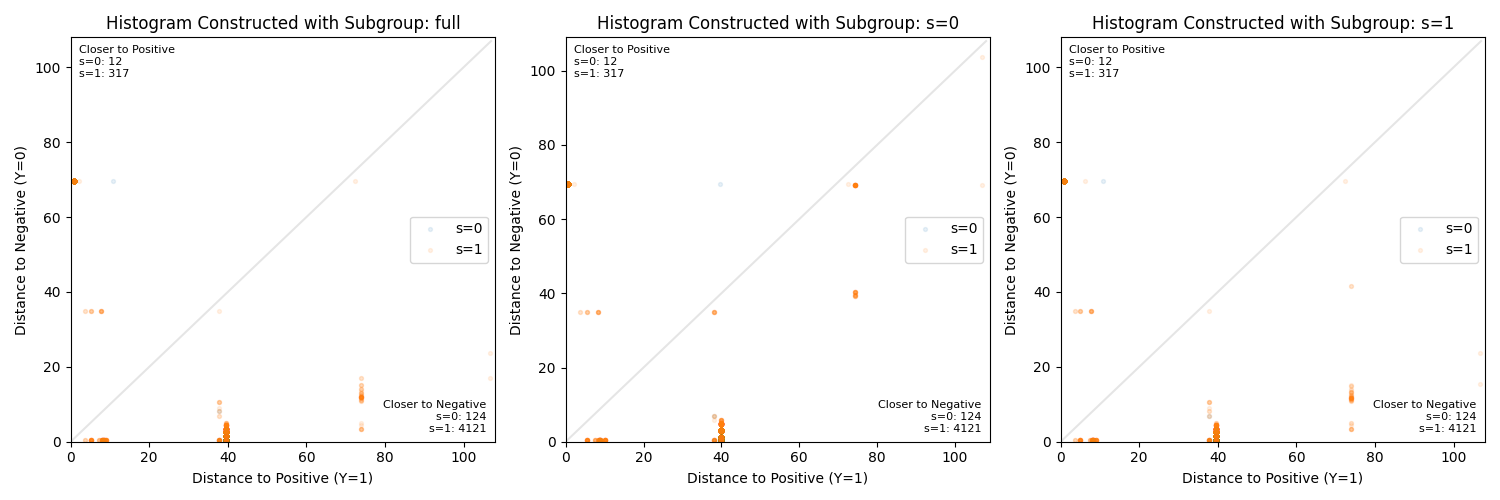 Histogram Constructed with Subgroup: full
Closer to Positive
s=0: 12
s=1: 317
s=0
s=1
Closer to Negative
s=0: 124
s=1: 4121
0
20
40
60
80
100
0
20
40
60
80
100
Distance to Positive (Y=1)
Distance to Negative (Y=0)
Histogram Constructed with Subgroup: s=0
Closer to Positive
s=0: 12
s=1: 317
s=0
s=1
Closer to Negative
s=0: 124
s=1: 4121
0
20
40
60
80
100
0
20
40
60
80
100
Distance to Positive (Y=1)
Distance to Negative (Y=0)
Histogram Constructed with Subgroup: s=1
Closer to Positive
s=0: 12
s=1: 317
s=0
s=1
Closer to Negative
s=0: 124
s=1: 4121
0
20
40
60
80
100
0
20
40
60
80
100
Distance to Positive (Y=1)
Distance to Negative (Y=0)